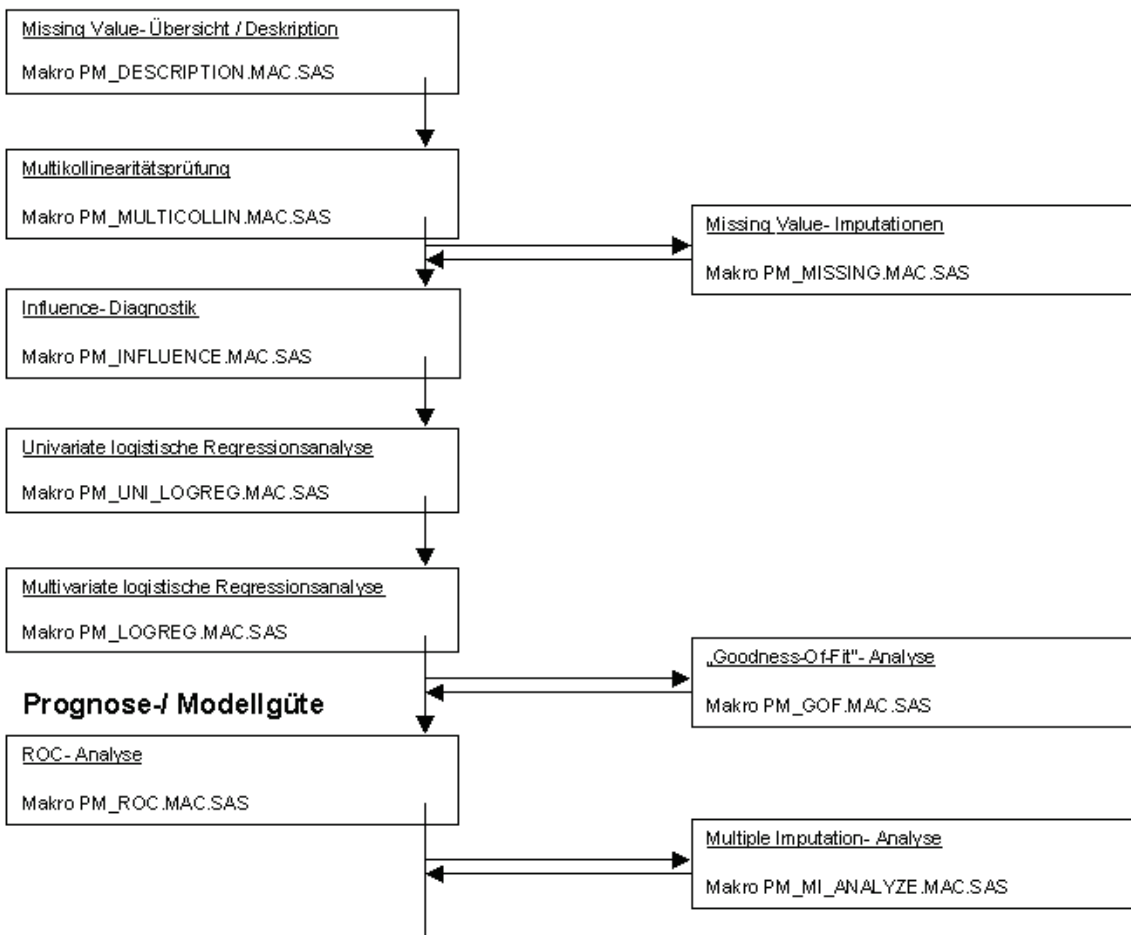 Missing Value- Übersicht / Deskription
Makro PM_DESCRIPTION.MAC.SAS
Multikollinearitätsprüfung
Makro PM_MULTICOLLIN.MAC.SAS
Missing Value- Imputationen
Makro PM_MISSING.MAC.SAS
Influence- Diagnostik
Makro PM_INFLUENCE.MAC.SAS
Univariate logistische Regressionsanalyse
Makro PM_UNI_LOGREG.MAC.SAS
Multivariate logistische Regressionsanalyse
Makro PM_LOGREG.MAC.SAS
„Goodness-Of-Fit"- Analyse
Makro PM_GOF.MAC.SAS
Prognose-/ Modellgüte
ROC- Analyse
Makro PM_ROC.MAC.SAS
Multiple Imputation- Analyse
Makro PM_MI_ANALYZE.MAC.SAS